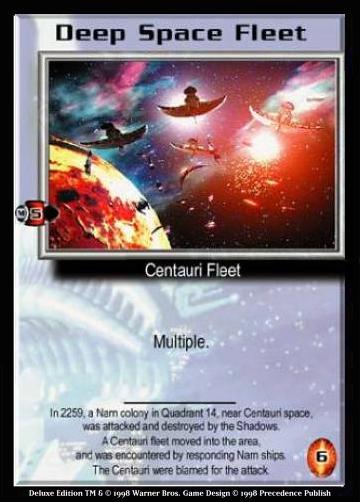 Deep Space Fleet
M 5
Centauri Fleet
Multiple.
In 2259, a Narn colony in Quadrant 14, near Centauri space,
was attacked and destroyed by the Shadows.
A Centauri fleet moved into the area,
and was encountered by responding Narn ships.
The Centauri were blamed for the attack.
6
Deluxe Edition TM & © 1998 Warner Bros. Game Design © 1998 Precedence Publish